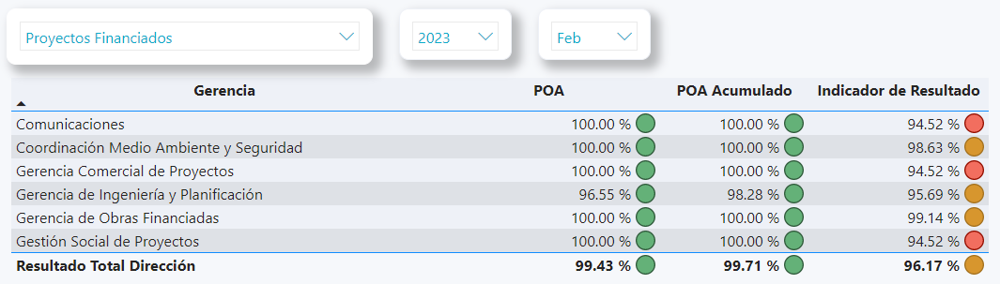 Proyectos Financiados 2023 Feb
Gerencia POA POA Acumulado Indicador de Resultado
Comunicaciones 100.00 % 100.00 % 94.52 %
Coordinación Medio Ambiente y Seguridad 100.00 % 100.00 % 98.63 %
Gerencia Comercial de Proyectos 100.00 % 100.00 % 94.52 %
Gerencia de Ingeniería y Planificación 96.55 % 98.28 % 95.69 %
Gerencia de Obras Financiadas 100.00 % 100.00 % 99.14 %
Gestión Social de Proyectos 100.00 % 100.00 % 94.52 %
Resultado Total Dirección 99.43 % 99.71 % 96.17 %